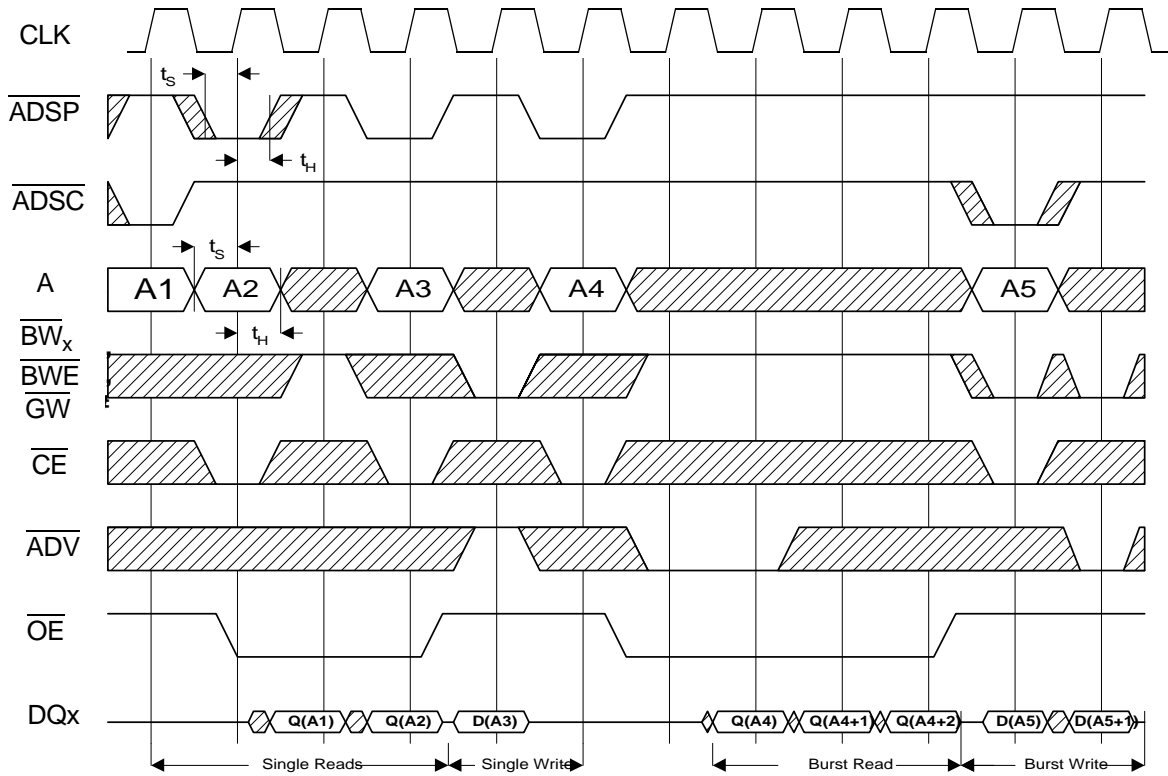 CLK
tS
ADSP
tH
ADSC
tS
A
A1
A2
A3
A4
A5
tH
BWx
BWE
GW
CE
ADV
OE
DQx
Q(A1)
Q(A2)
D(A3)
Q(A4)
Q(A4+1)
Q(A4+2)
D(A5)
D(A5+1)
Single Reads
Single Write
Burst Read
Burst Write